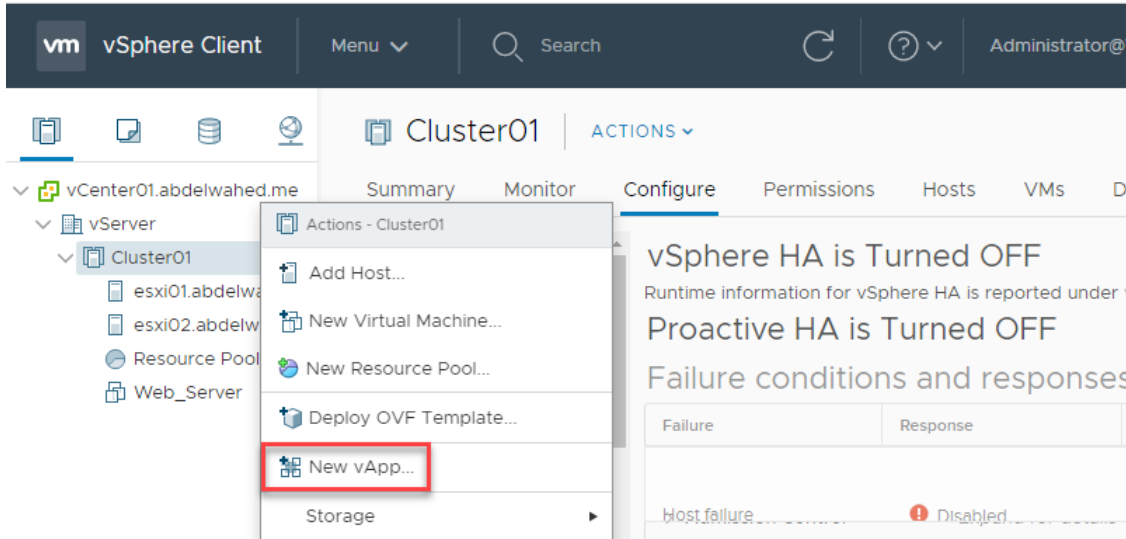 vm vSphere Client Menu Search Administrator@
Cluster01 ACTIONS
vCenter01.abdelwahed.me
Summary Monitor Configure Permissions Hosts VMs D
vServer
Cluster01
esxi01.abdelwa
esxi02.abdelw
Resource Pool
Web_Server
Actions - Cluster01
Add Host...
New Virtual Machine...
New Resource Pool...
Deploy OVF Template...
New vApp...
Storage
vSphere HA is Turned OFF
Runtime information for vSphere HA is reported under
Proactive HA is Turned OFF
Failure conditions and responses
Failure Response
Host failure Disabled